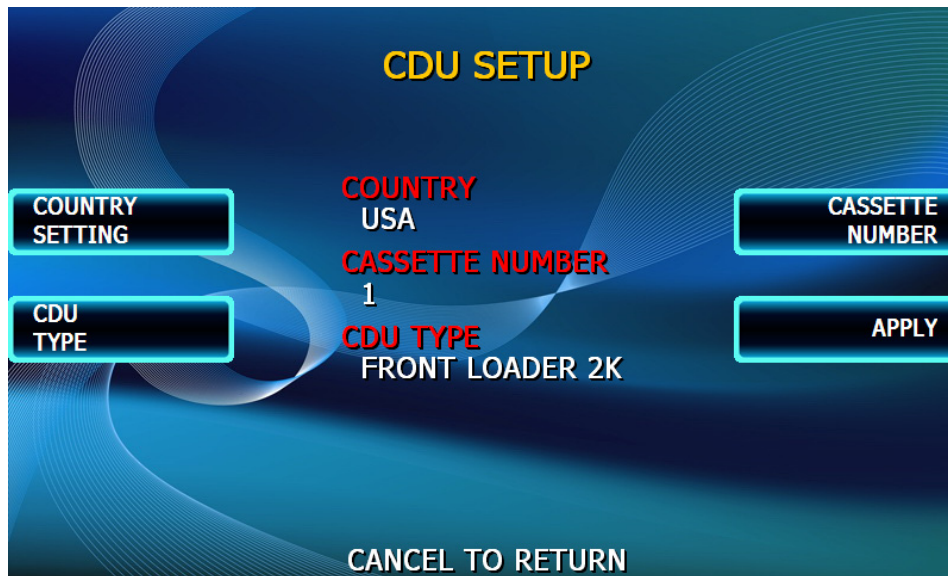 CDU SETUP
COUNTRY
SETTING
CDU
TYPE
COUNTRY
USA
CASSETTE NUMBER
1
CDU TYPE
FRONT LOADER 2K
CASSETTE
NUMBER
APPLY
CANCEL TO RETURN